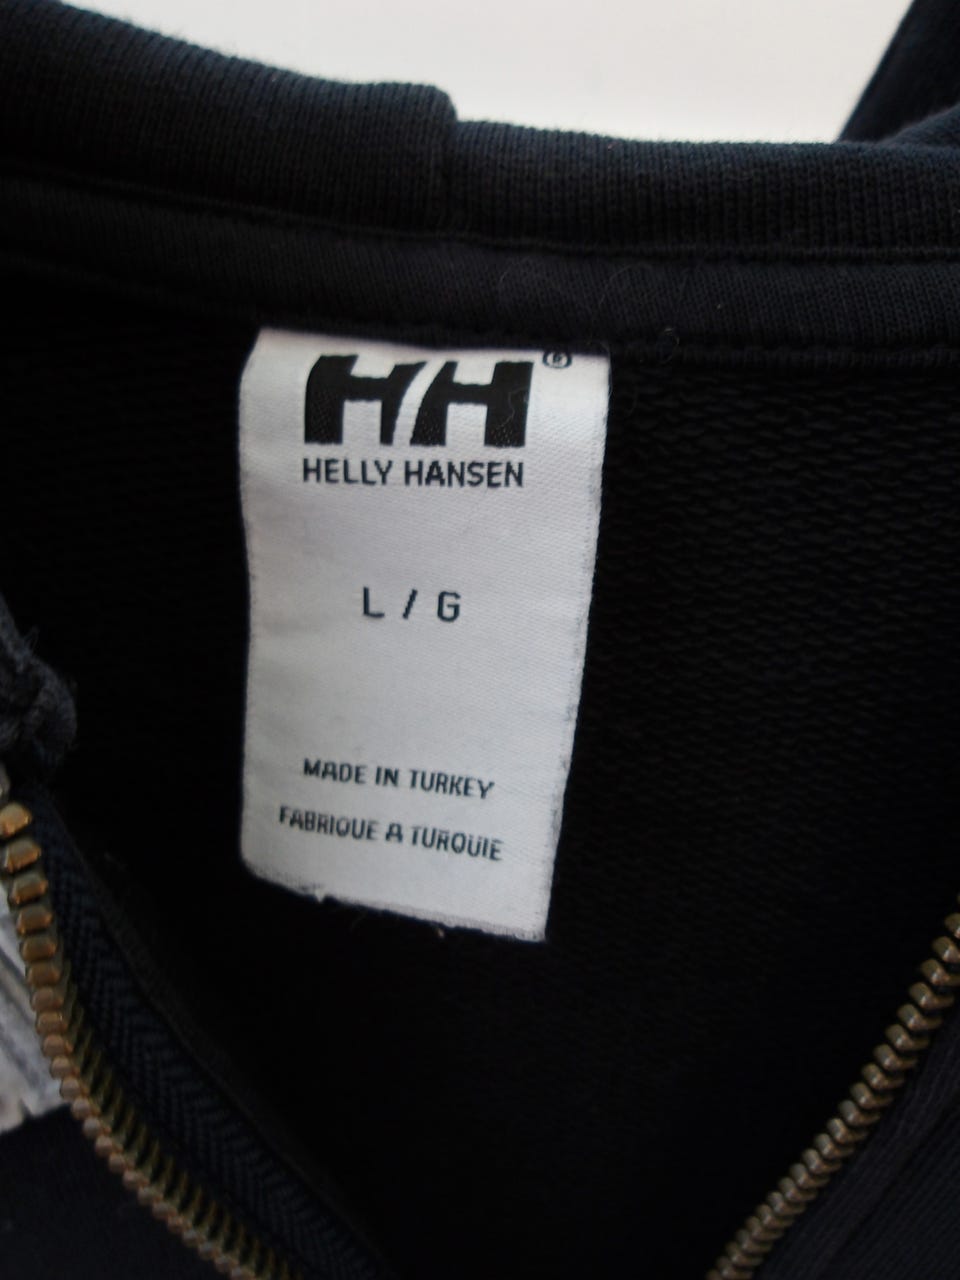 HH®
HELLY HANSEN
L / G
MADE IN TURKEY
FABRIQUE A TURQUIE